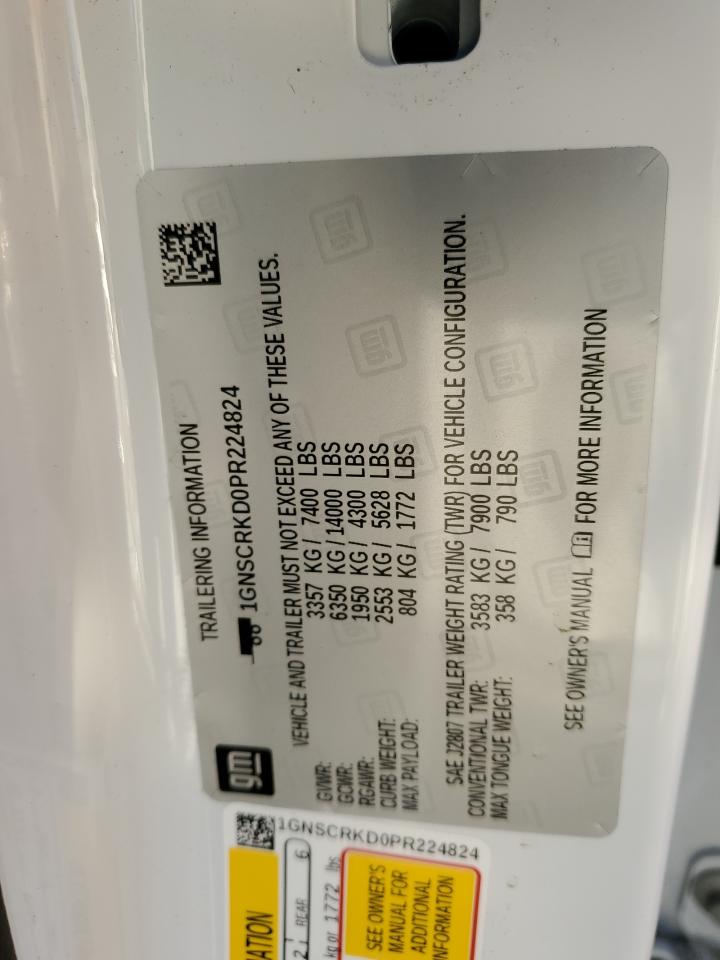 gm
TRAILERING INFORMATION
1GNSCRKD0PR224824
VEHICLE AND TRAILER MUST NOT EXCEED ANY OF THESE VALUES.
GVWR: 3357 KG / 7400 LBS
GCWR: 6350 KG / 14000 LBS
RGAWR: 1950 KG / 4300 LBS
CURB WEIGHT: 2553 KG / 5628 LBS
MAX PAYLOAD: 804 KG / 1772 LBS
SAE J2807 TRAILER WEIGHT RATING (TWR) FOR VEHICLE CONFIGURATION.
CONVENTIONAL TWR: 3583 KG / 7900 LBS
MAX TONGUE WEIGHT: 358 KG / 790 LBS
SEE OWNER'S MANUAL FOR MORE INFORMATION
1GNSCRKD0PR224824
REAR 6
kg or 1772 lbs
SEE OWNER'S
MANUAL FOR
ADDITIONAL
INFORMATION